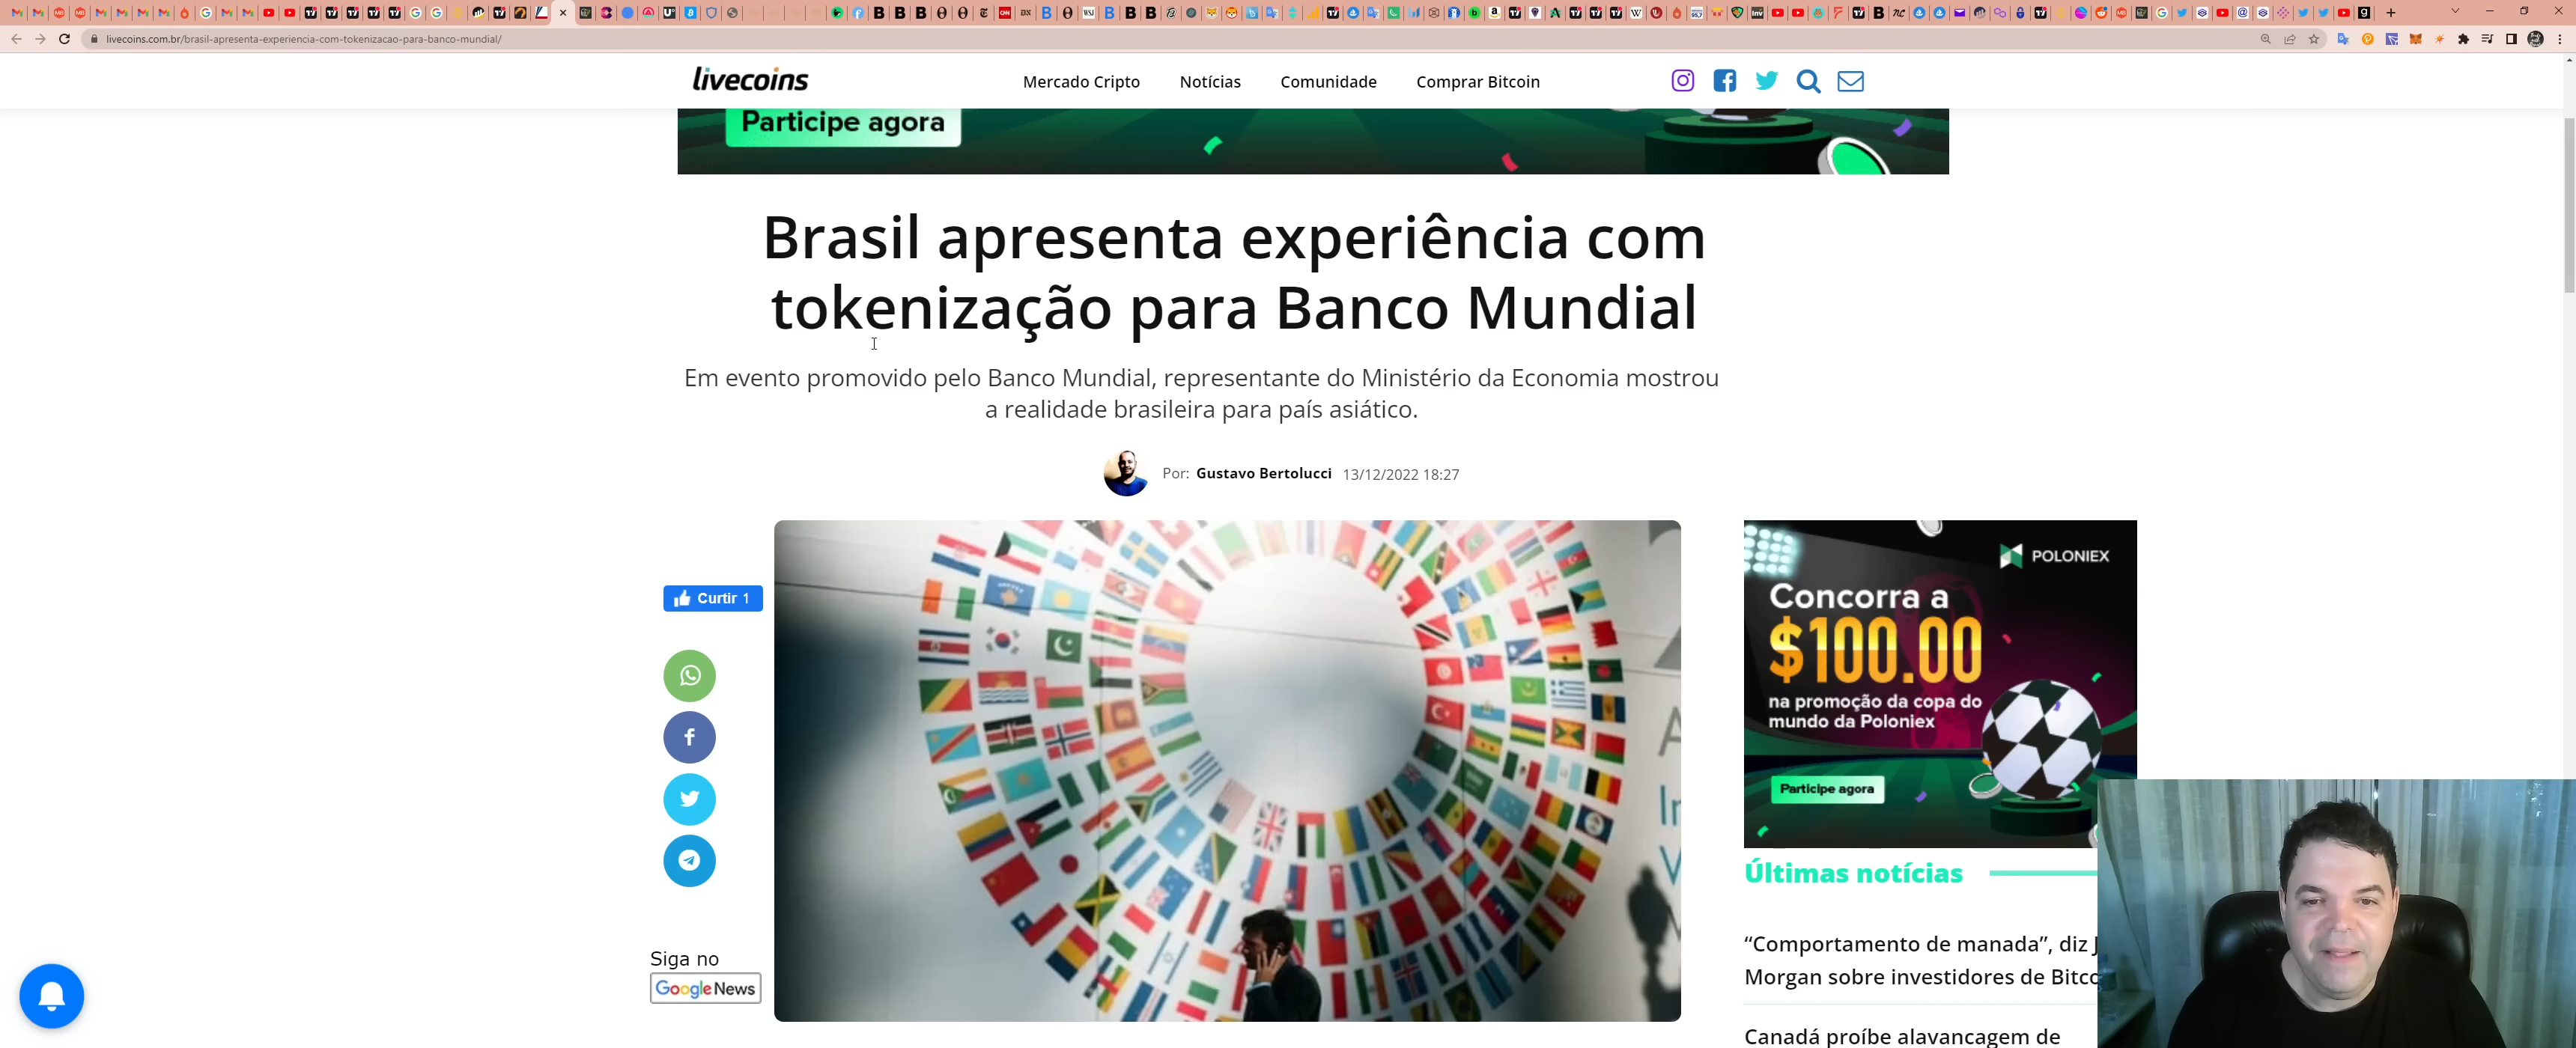 livecoins.com.br/brasil-apresenta-experiencia-com-tokenizacao-para-banco-mundial/
livecoins
Mercado Cripto
Notícias
Comunidade
Comprar Bitcoin
Participe agora
Brasil apresenta experiência com
tokenização para Banco Mundial
Em evento promovido pelo Banco Mundial, representante do Ministério da Economia mostrou
a realidade brasileira para país asiático.
Por: Gustavo Bertolucci 13/12/2022 18:27
Curtir 1
Siga no
Google News
POLONIEX
Concorra a
$100.00
na promoção da copa do
mundo da Poloniex
Participe agora
Últimas notícias
“Comportamento de manada”, diz J
Morgan sobre investidores de Bitco
Canadá proíbe alavancagem de